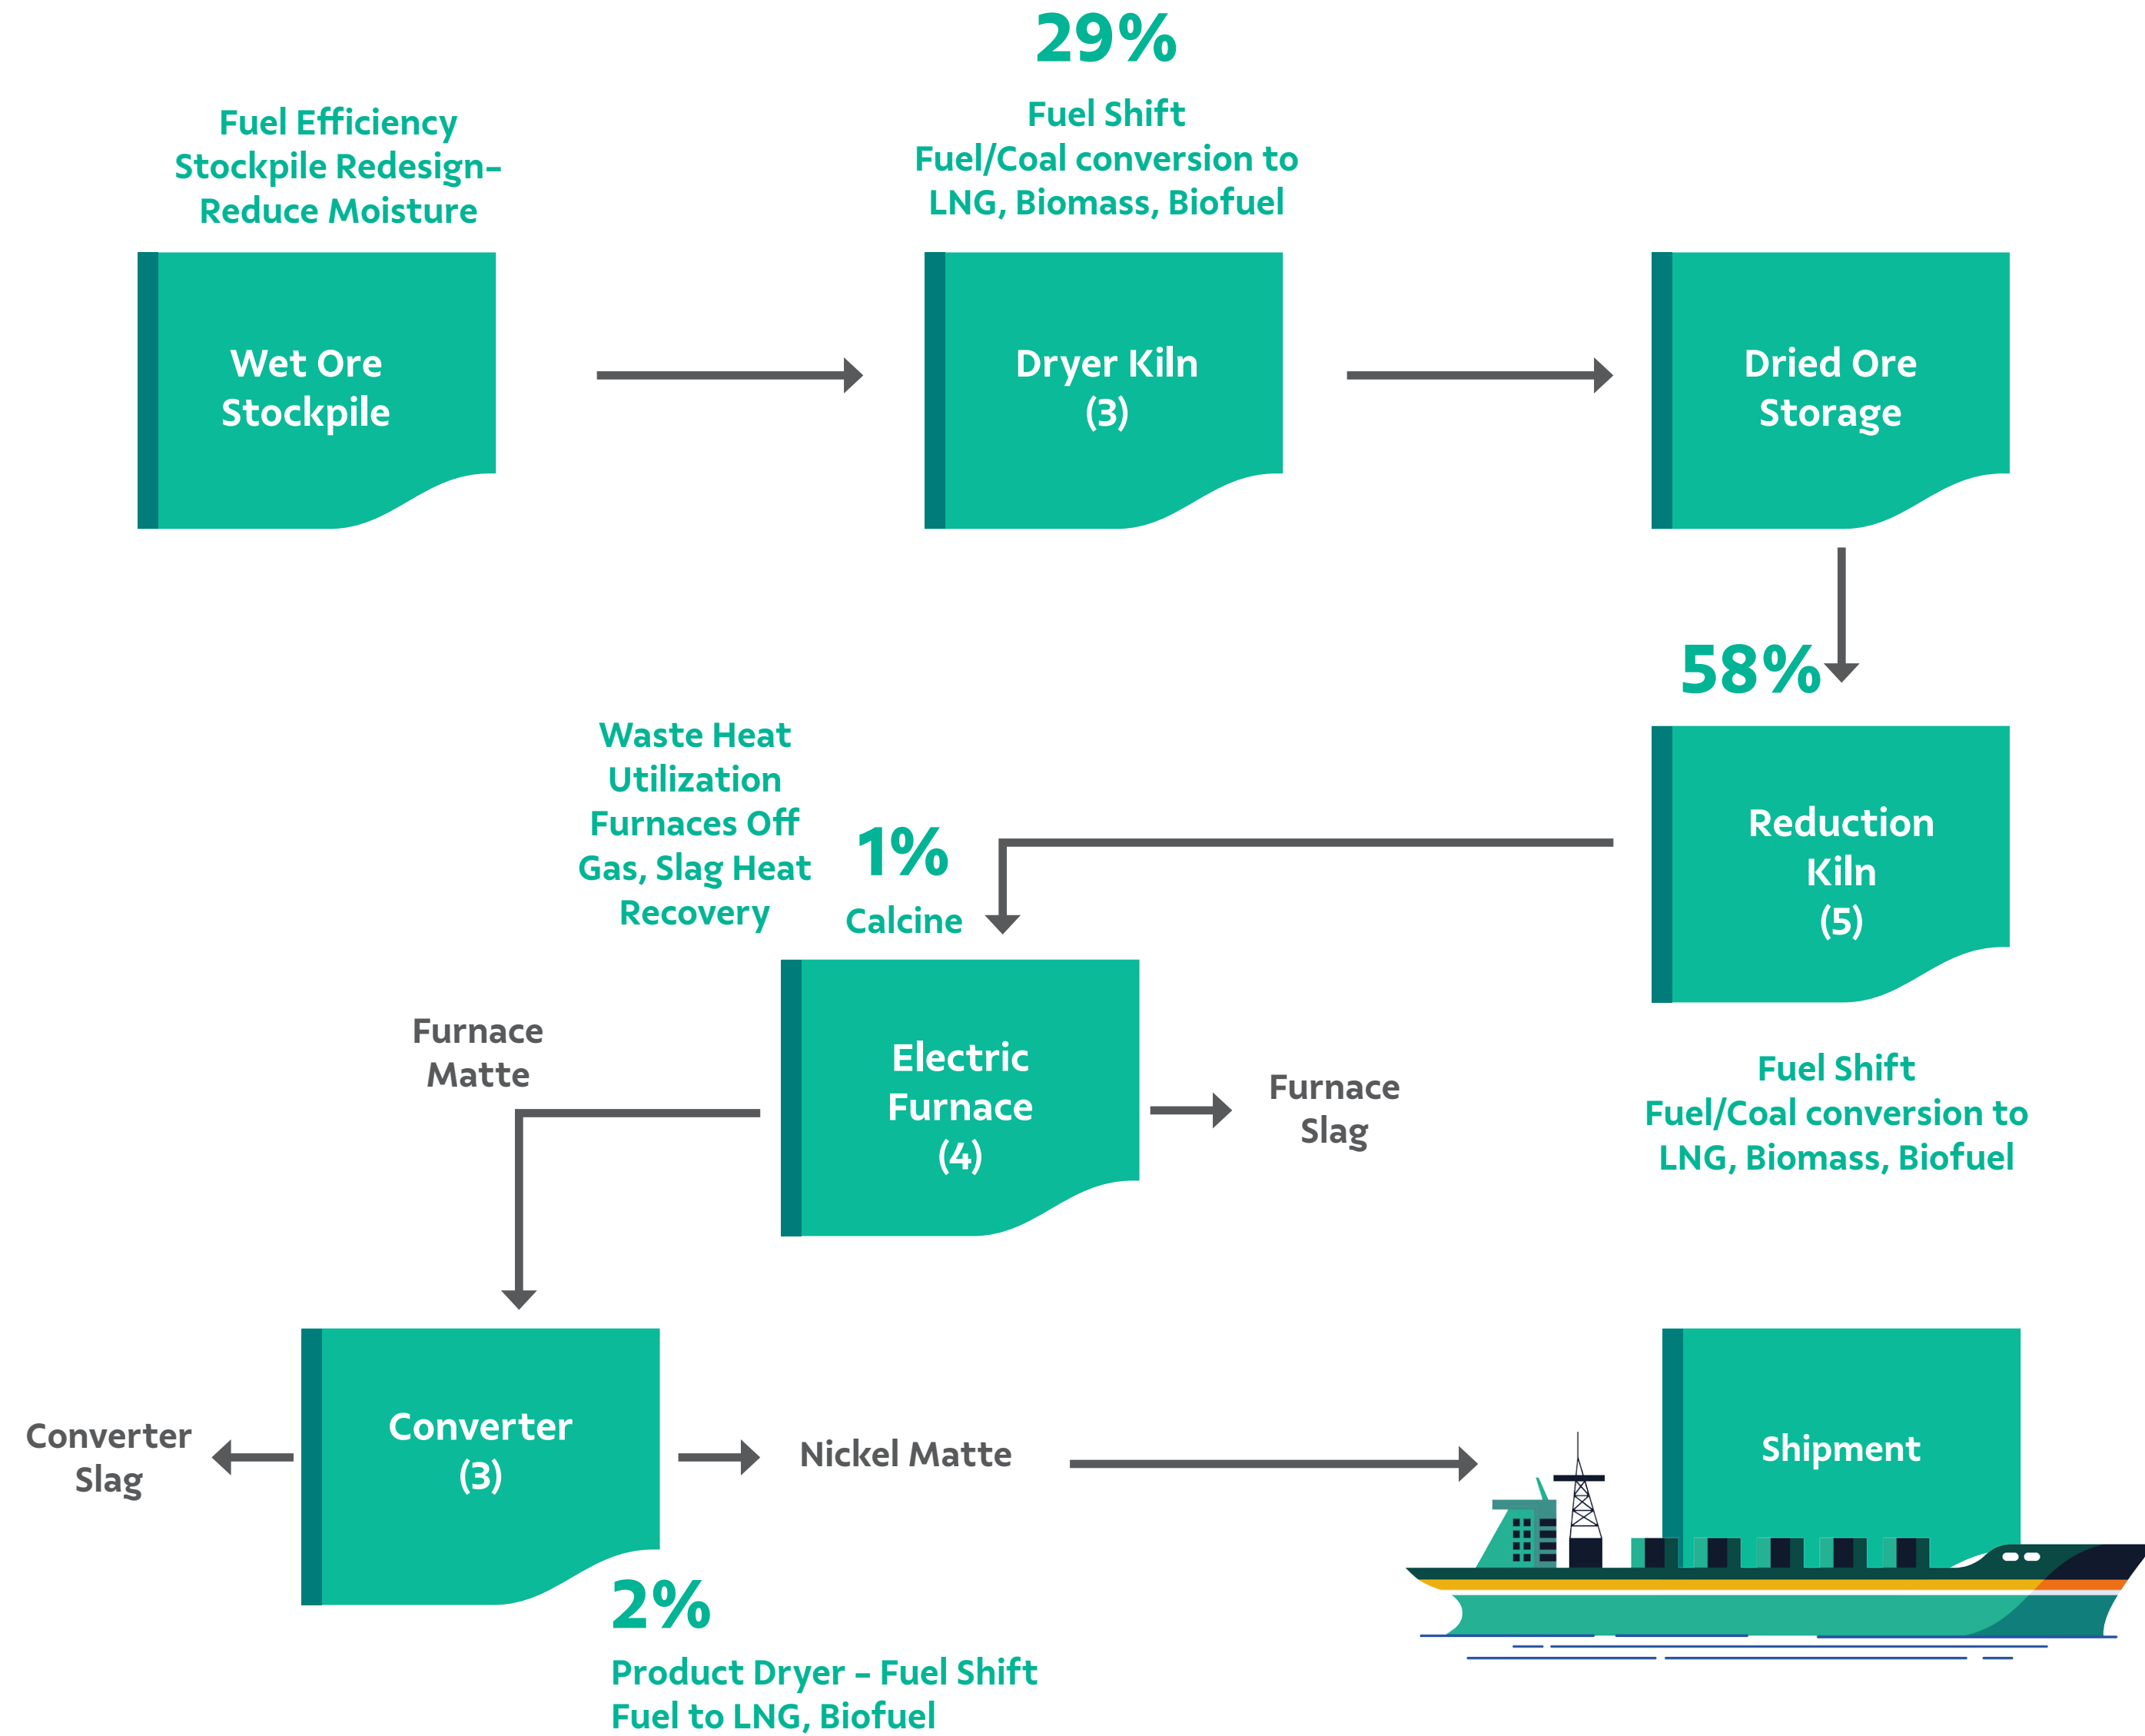 29%
Fuel Efficiency
Stockpile Redesign–
Reduce Moisture
Fuel Shift
Fuel/Coal conversion to
LNG, Biomass, Biofuel
Wet Ore
Stockpile
Dryer Kiln
(3)
Dried Ore
Storage
58%
Reduction
Kiln
(5)
Fuel Shift
Fuel/Coal conversion to
LNG, Biomass, Biofuel
Waste Heat
Utilization
Furnaces Off
Gas, Slag Heat
Recovery
1%
Calcine
Electric
Furnace
(4)
Furnace
Slag
Furnace
Matte
Converter
(3)
Converter
Slag
Nickel Matte
Shipment
2%
Product Dryer – Fuel Shift
Fuel to LNG, Biofuel